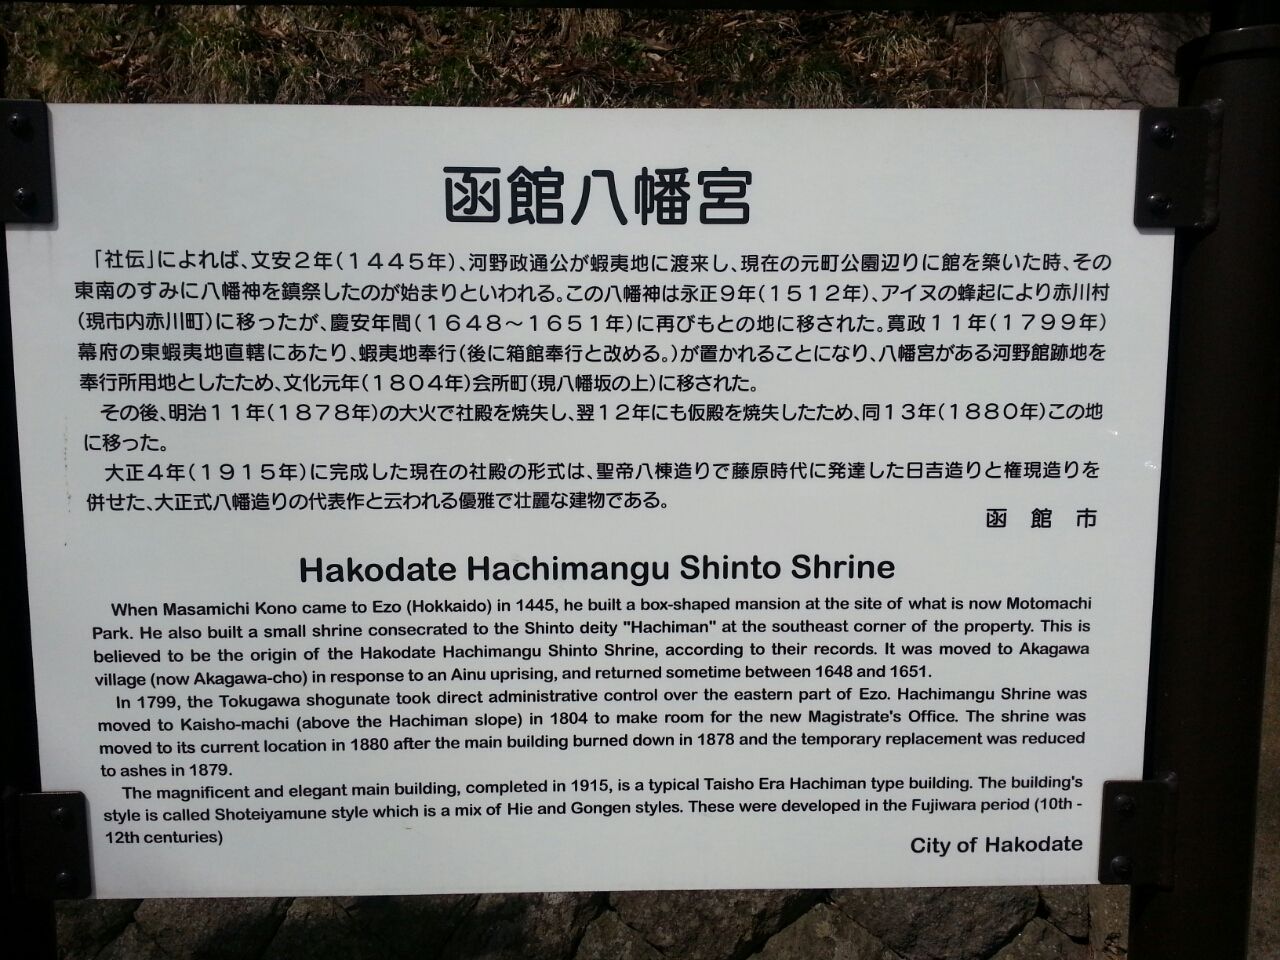 函館八幡宮
「社伝」によれば、文安2年(1445年)、河野政通公が蝦夷地に渡来し、現在の元町公園辺りに館を築いた時、その
東南のすみに八幡神を鎮祭したのが始まりといわれる。この八幡神は永正9年(1512年)、アイヌの蜂起により赤川村
(現市内赤川町)に移ったが、慶安年間(1648～1651年)に再びもとの地に移された。寛政11年(1799年)
幕府の東蝦夷地直轄にあたり、蝦夷地奉行(後に箱館奉行と改める。)が置かれることになり、八幡宮がある河野館跡地を
奉行所用地としたため、文化元年(1804年)会所町(現八幡坂の上)に移された。
その後、明治11年(1878年)の大火で社殿を焼失し、翌12年にも仮殿を焼失したため、同13年(1880年)この地
に移った。
大正4年(1915年)に完成した現在の社殿の形式は、聖帝八棟造りで藤原時代に発達した日吉造りと権現造りを
併せた、大正式八幡造りの代表作と云われる優雅で壮麗な建物である。
函 館 市
Hakodate Hachimangu Shinto Shrine
When Masamichi Kono came to Ezo (Hokkaido) in 1445, he built a box-shaped mansion at the site of what is now Motomachi
Park. He also built a small shrine consecrated to the Shinto deity "Hachiman" at the southeast corner of the property. This is
believed to be the origin of the Hakodate Hachimangu Shinto Shrine, according to their records. It was moved to Akagawa
village (now Akagawa-cho) in response to an Ainu uprising, and returned sometime between 1648 and 1651.
In 1799, the Tokugawa shogunate took direct administrative control over the eastern part of Ezo. Hachimangu Shrine was
moved to Kaisho-machi (above the Hachiman slope) in 1804 to make room for the new Magistrate's Office. The shrine was
moved to its current location in 1880 after the main building burned down in 1878 and the temporary replacement was reduced
to ashes in 1879.
The magnificent and elegant main building, completed in 1915, is a typical Taisho Era Hachiman type building. The building's
style is called Shoteiyamune style which is a mix of Hie and Gongen styles. These were developed in the Fujiwara period (10th -
12th centuries)
City of Hakodate